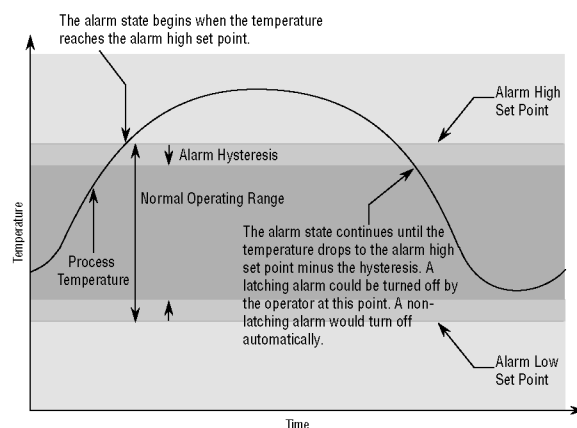 The alarm state begins when the temperature
reaches the alarm high set point.
Alarm High
Set Point
Alarm Hysteresis
Normal Operating Range
Temperature
Process
Temperature
The alarm state continues until the
temperature drops to the alarm high
set point minus the hysteresis. A
latching alarm could be turned off by
the operator at this point. A non-
latching alarm would turn off
automatically.
Alarm Low
Set Point
Time